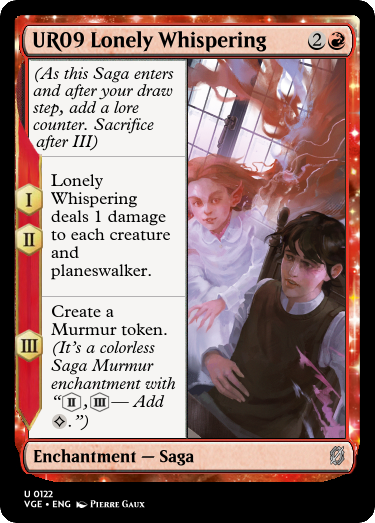 UR09 Lonely Whispering 2
(As this Saga enters
and after your draw
step, add a lore
counter. Sacrifice
after III)
I
II
Lonely
Whispering
deals 1 damage
to each creature
and
planeswalker.
III
Create a
Murmur token.
(It's a colorless
Saga Murmur
enchantment with
"II, III— Add
.")
Enchantment — Saga
U 0122
VGE • ENG Pierre Gaux